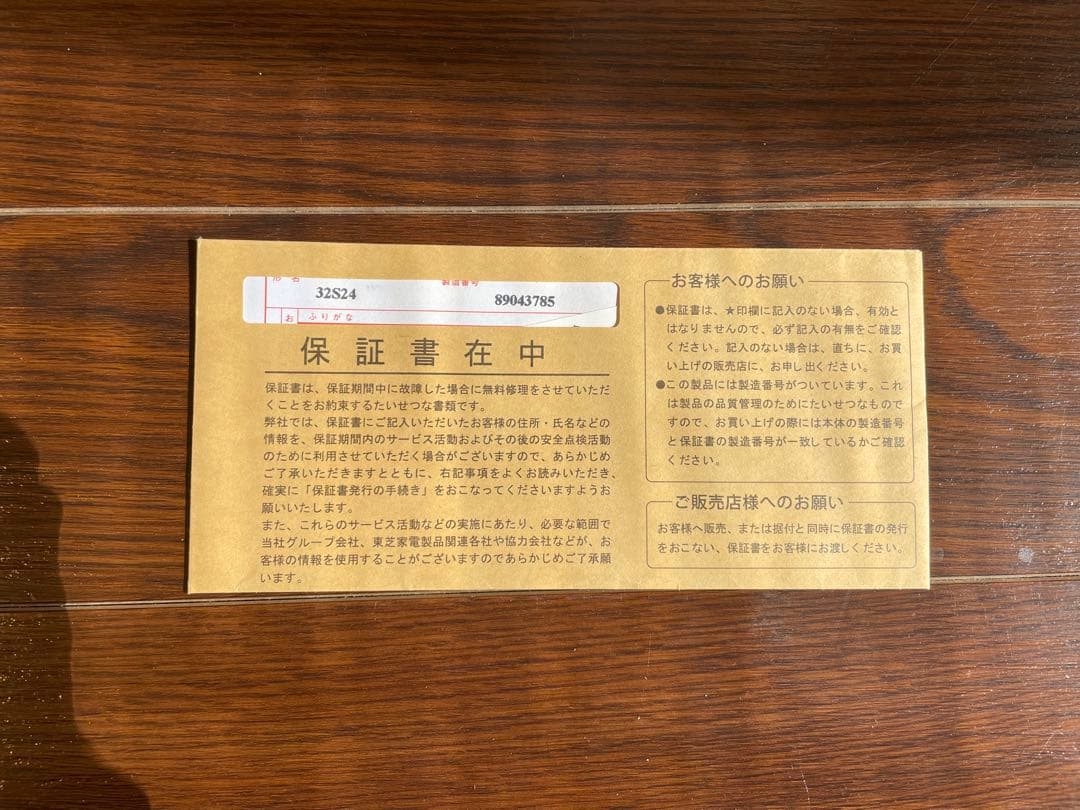 形 名
製造番号
32S24
89043785
お
ふりがな
保証書在中
保証書は、保証期間中に故障した場合に無料修理をさせていただ
くことをお約束するたいせつな書類です。
弊社では、保証書にご記入いただいたお客様の住所・氏名などの
情報を、保証期間内のサービス活動およびその後の安全点検活動
のために利用させていただく場合がございますので、あらかじめ
ご了承いただきますとともに、右記事項をよくお読みいただき、
確実に「保証書発行の手続き」をおこなってくださいますようお
願いいたします。
また、これらのサービス活動などの実施にあたり、必要な範囲で
当社グループ会社、東芝家電製品関連各社や協力会社などが、お
客様の情報を使用することがございますのであらかじめご了承願
います。
お客様へのお願い
●保証書は、★印欄に記入のない場合、有効と
はなりませんので、必ず記入の有無をご確認
ください。記入のない場合は、直ちに、お買
い上げの販売店に、お申し出ください。
●この製品には製造番号がついています。これ
は製品の品質管理のためにたいせつなもので
すので、お買い上げの際には本体の製造番号
と保証書の製造番号が一致しているかご確認
ください。
ご販売店様へのお願い
お客様へ販売、または据付と同時に保証書の発行
をおこない、保証書をお客様にお渡しください。